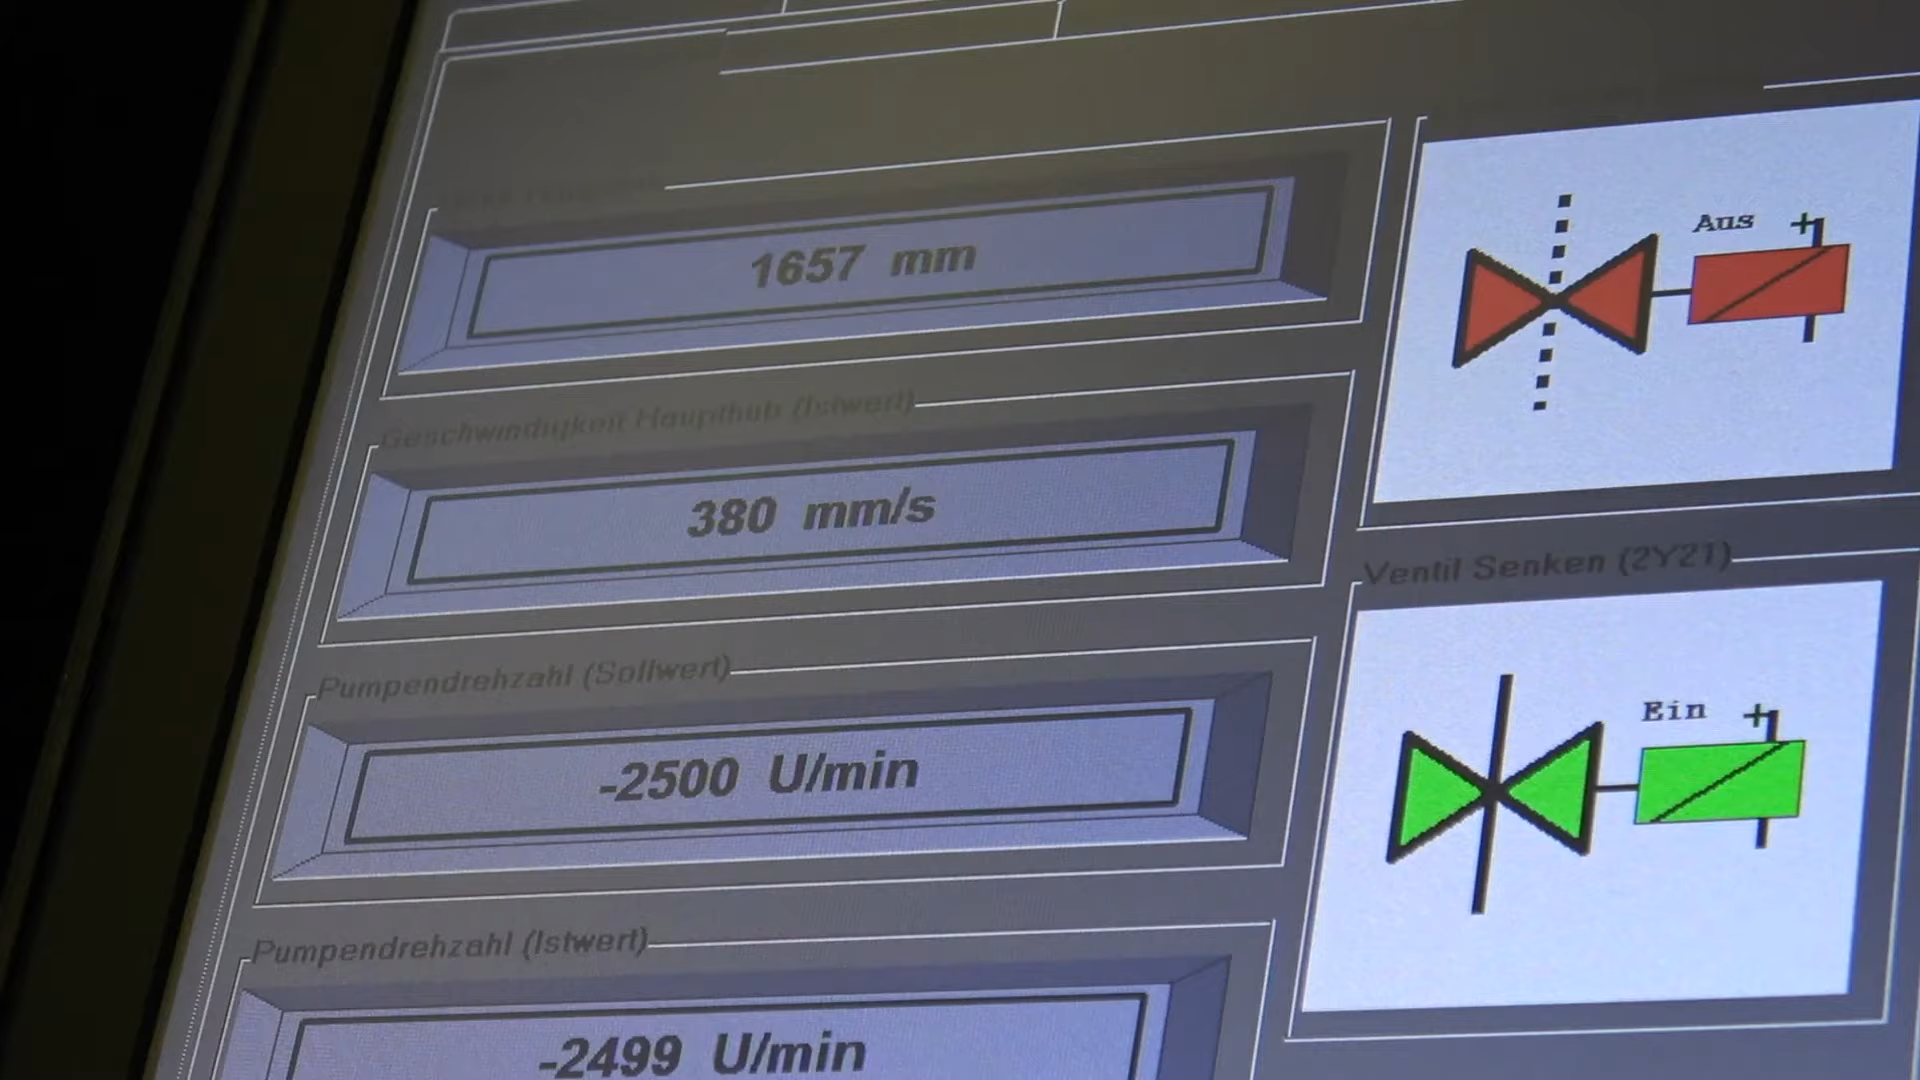 1657 mm
Geschwindigkeit Haupthub (Istwert)
380 mm/s
Pumpendrehzahl (Sollwert)
-2500 U/min
Pumpendrehzahl (Istwert)
-2499 U/min
Aus +
Ventil Senken (2Y21)
Ein +